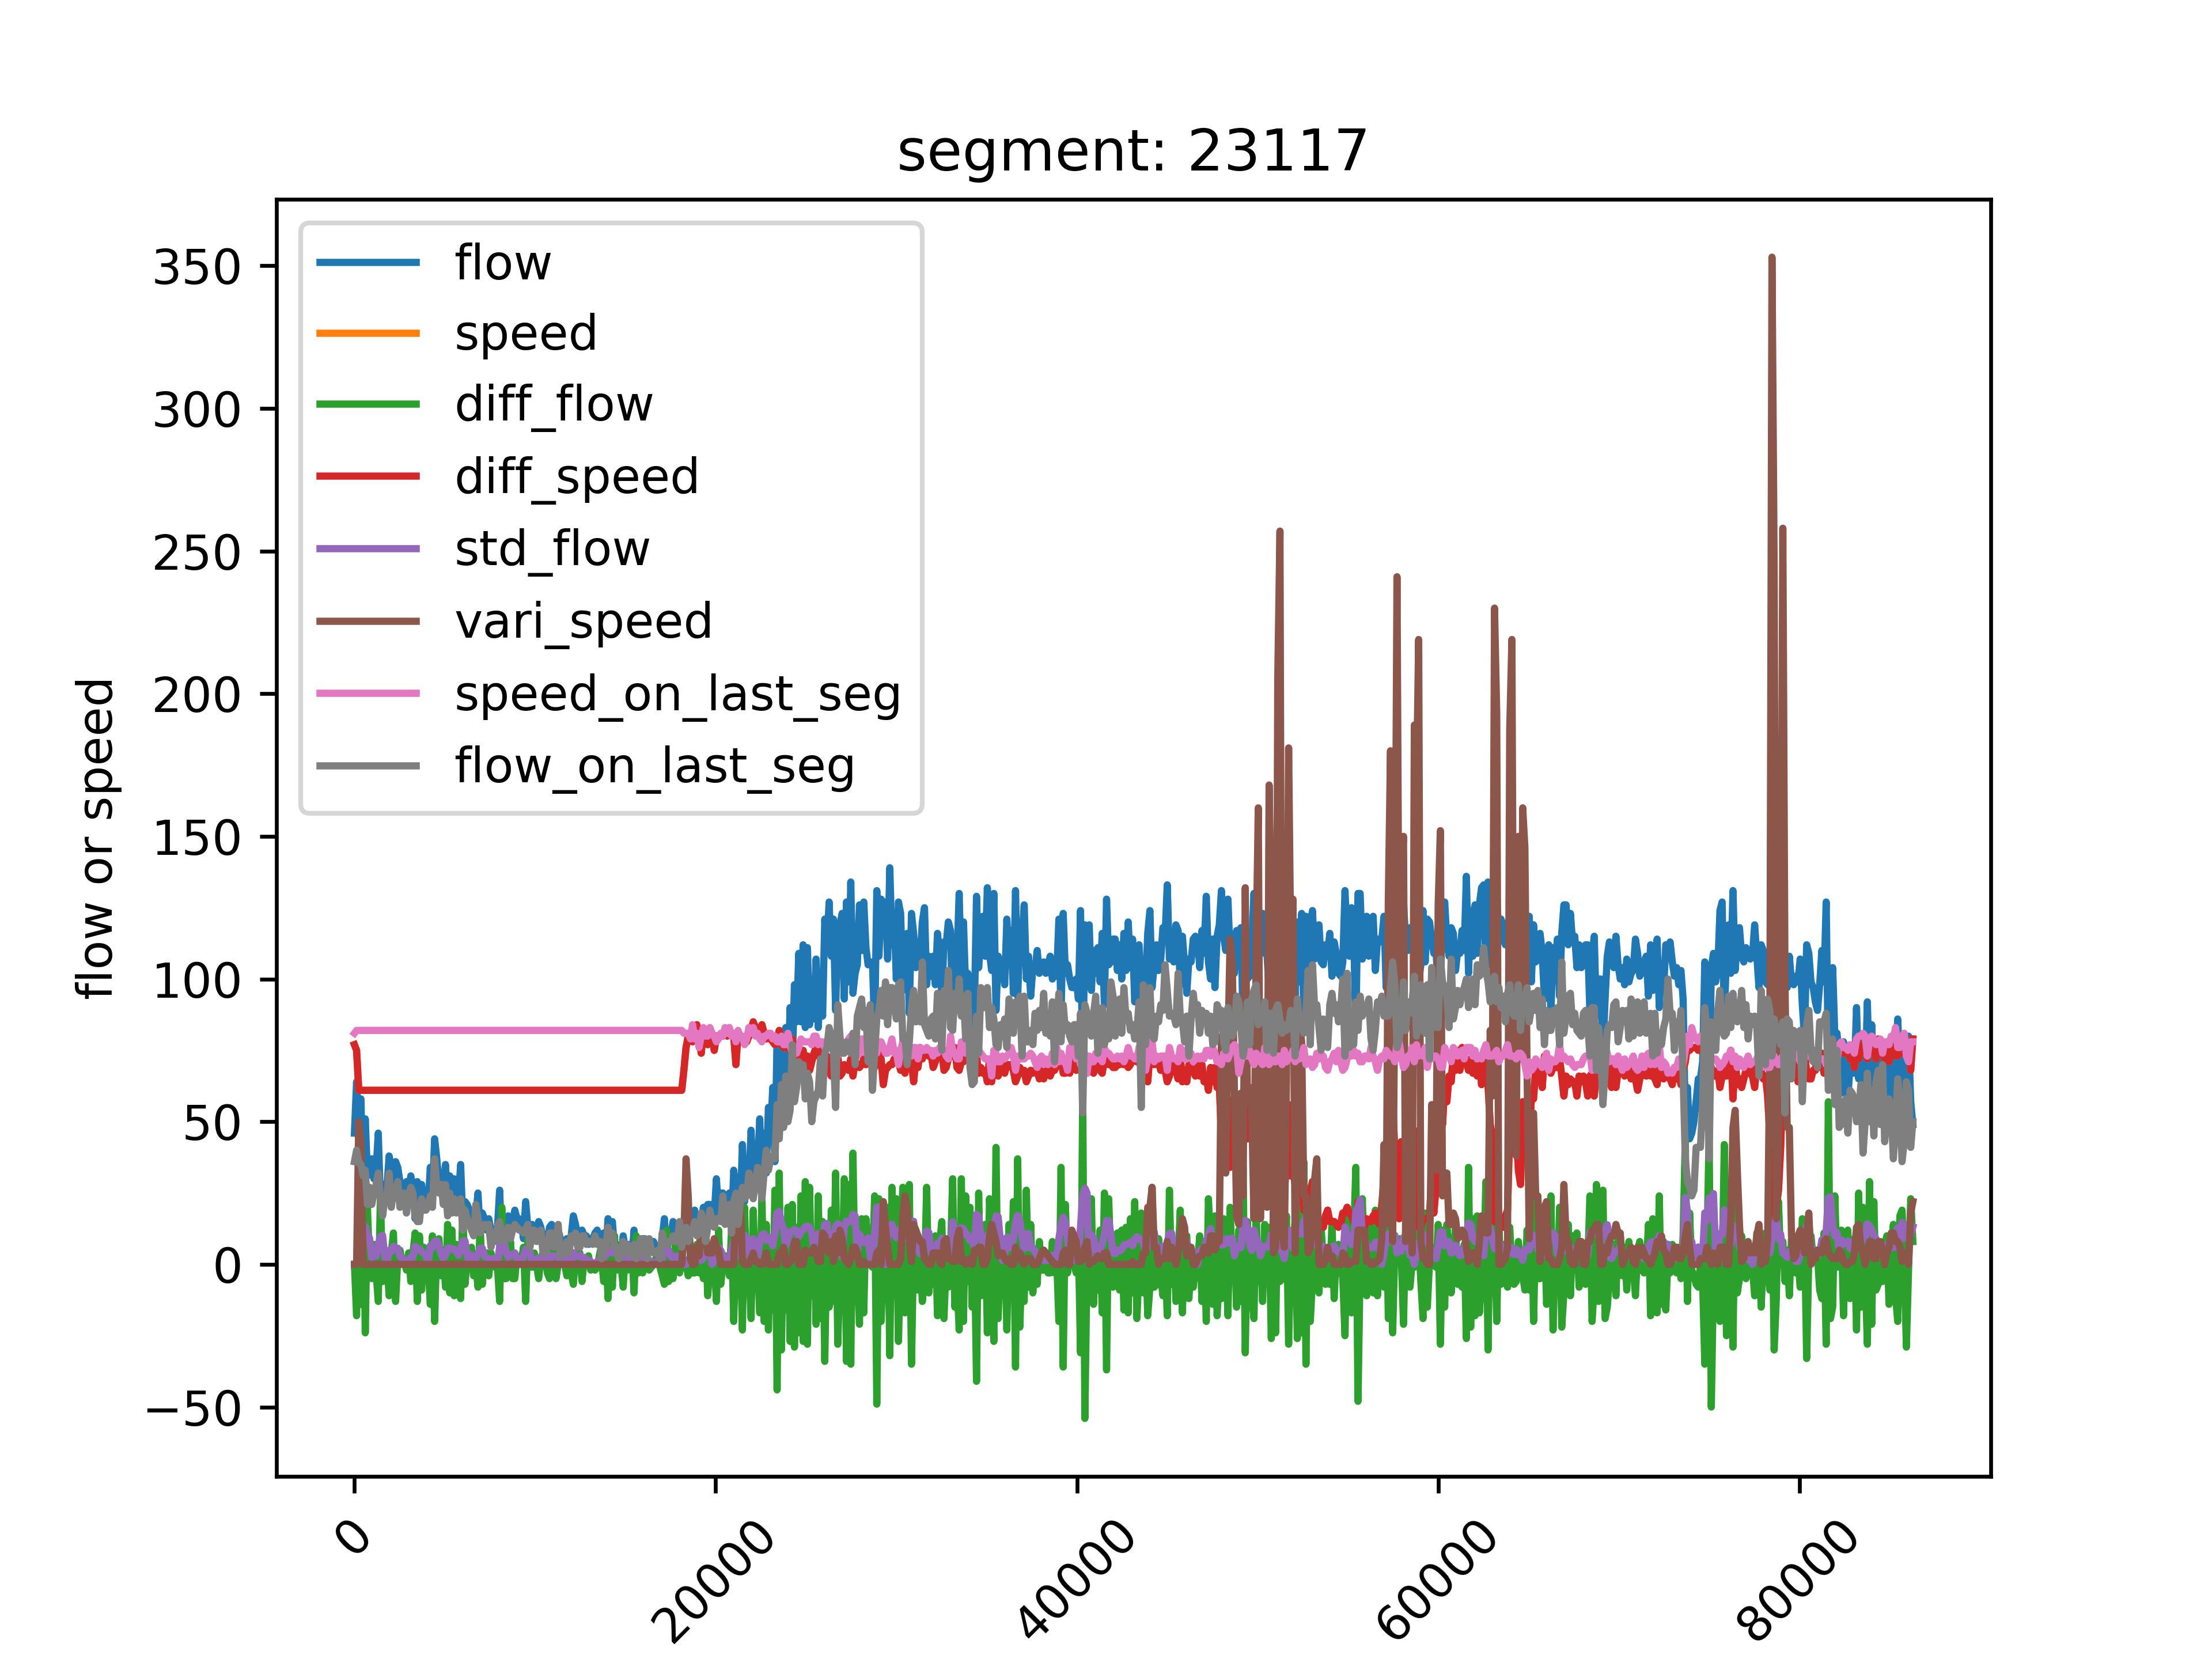 segment: 23117
flow
speed
diff_flow
diff_speed
std_flow
vari_speed
speed_on_last_seg
flow_on_last_seg
flow or speed
350
300
250
200
150
100
50
0
−50
0
20000
40000
60000
80000